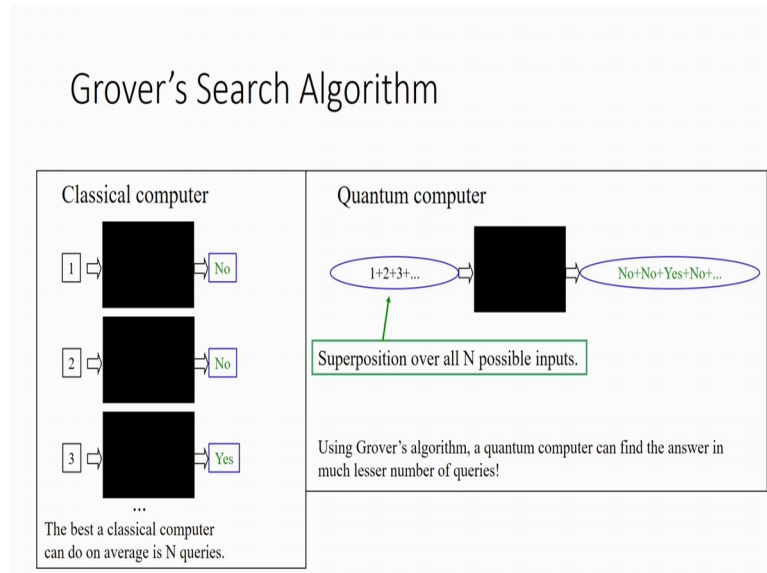 Grover's Search Algorithm
Classical computer
1
No
2
No
3
Yes
...
The best a classical computer
can do on average is N queries.
Quantum computer
1+2+3+...
No+No+Yes+No+...
Superposition over all N possible inputs.
Using Grover's algorithm, a quantum computer can find the answer in
much lesser number of queries!